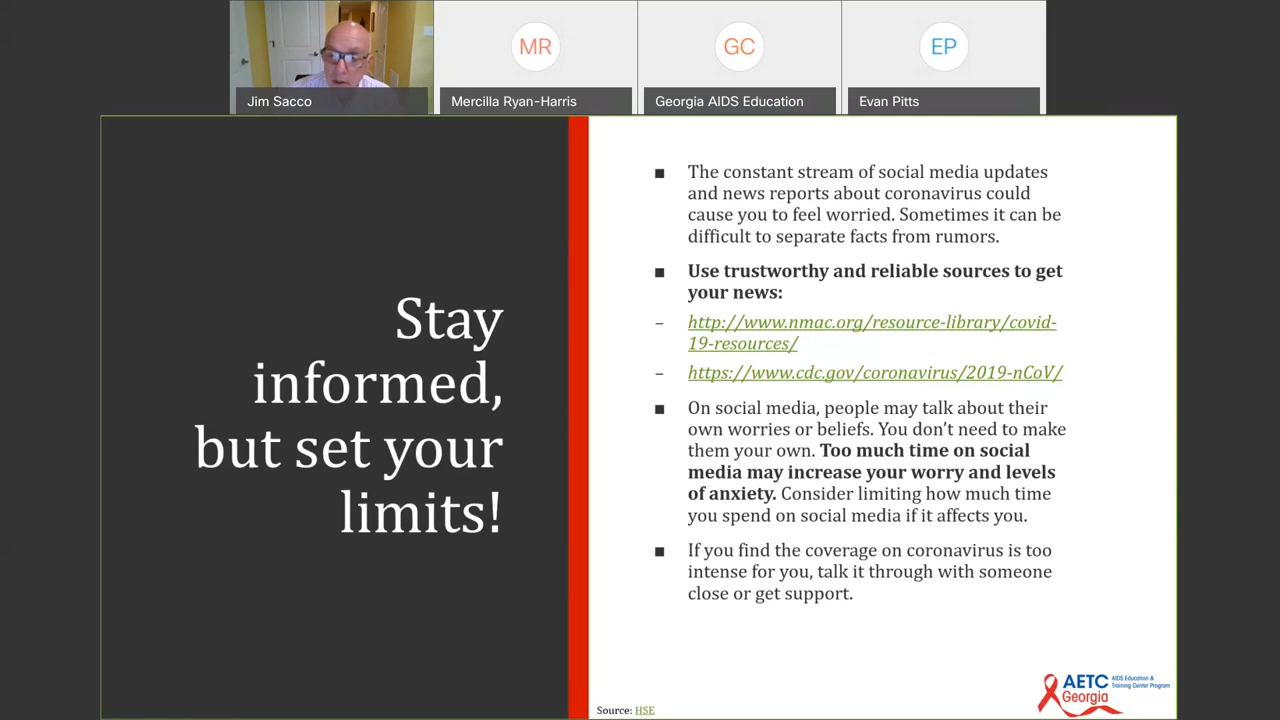 MR
GC
EP
Jim Sacco
Mercilla Ryan-Harris
Georgia AIDS Education
Evan Pitts
Stay
informed,
but set your
limits!
■ The constant stream of social media updates
and news reports about coronavirus could
cause you to feel worried. Sometimes it can be
difficult to separate facts from rumors.
■ Use trustworthy and reliable sources to get
your news:
– http://www.nmac.org/resource-library/covid-
19-resources/
– https://www.cdc.gov/coronavirus/2019-nCoV/
■ On social media, people may talk about their
own worries or beliefs. You don’t need to make
them your own. Too much time on social
media may increase your worry and levels
of anxiety. Consider limiting how much time
you spend on social media if it affects you.
■ If you find the coverage on coronavirus is too
intense for you, talk it through with someone
close or get support.
Source: HSE
AETC AIDS Education &
Training Center Program
Georgia